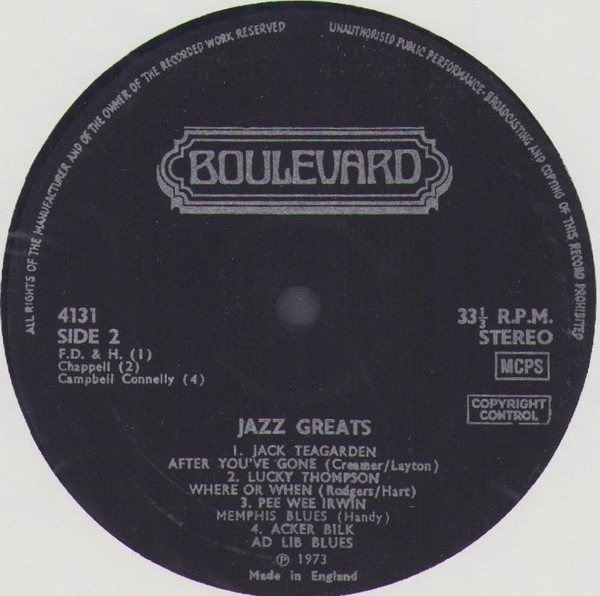 ALL RIGHTS OF THE MANUFACTURER AND OF THE OWNER OF THE RECORDED WORK RESERVED
UNAUTHORISED PUBLIC PERFORMANCE· BROADCASTING AND COPYING OF THIS RECORD PROHIBITED
BOULEVARD
4131
SIDE 2
F.D. & H. (1)
Chappell (2)
Campbell Connelly (4)
33⅓ R.P.M.
STEREO
MCPS
COPYRIGHT
CONTROL
JAZZ GREATS
1. JACK TEAGARDEN
AFTER YOU'VE GONE (Creamer/Layton)
2. LUCKY THOMPSON
WHERE OR WHEN (Rodgers/Hart)
3. PEE WEE IRWIN
MEMPHIS BLUES (Handy)
4. ACKER BILK
AD LIB BLUES
℗ 1973
Made in England